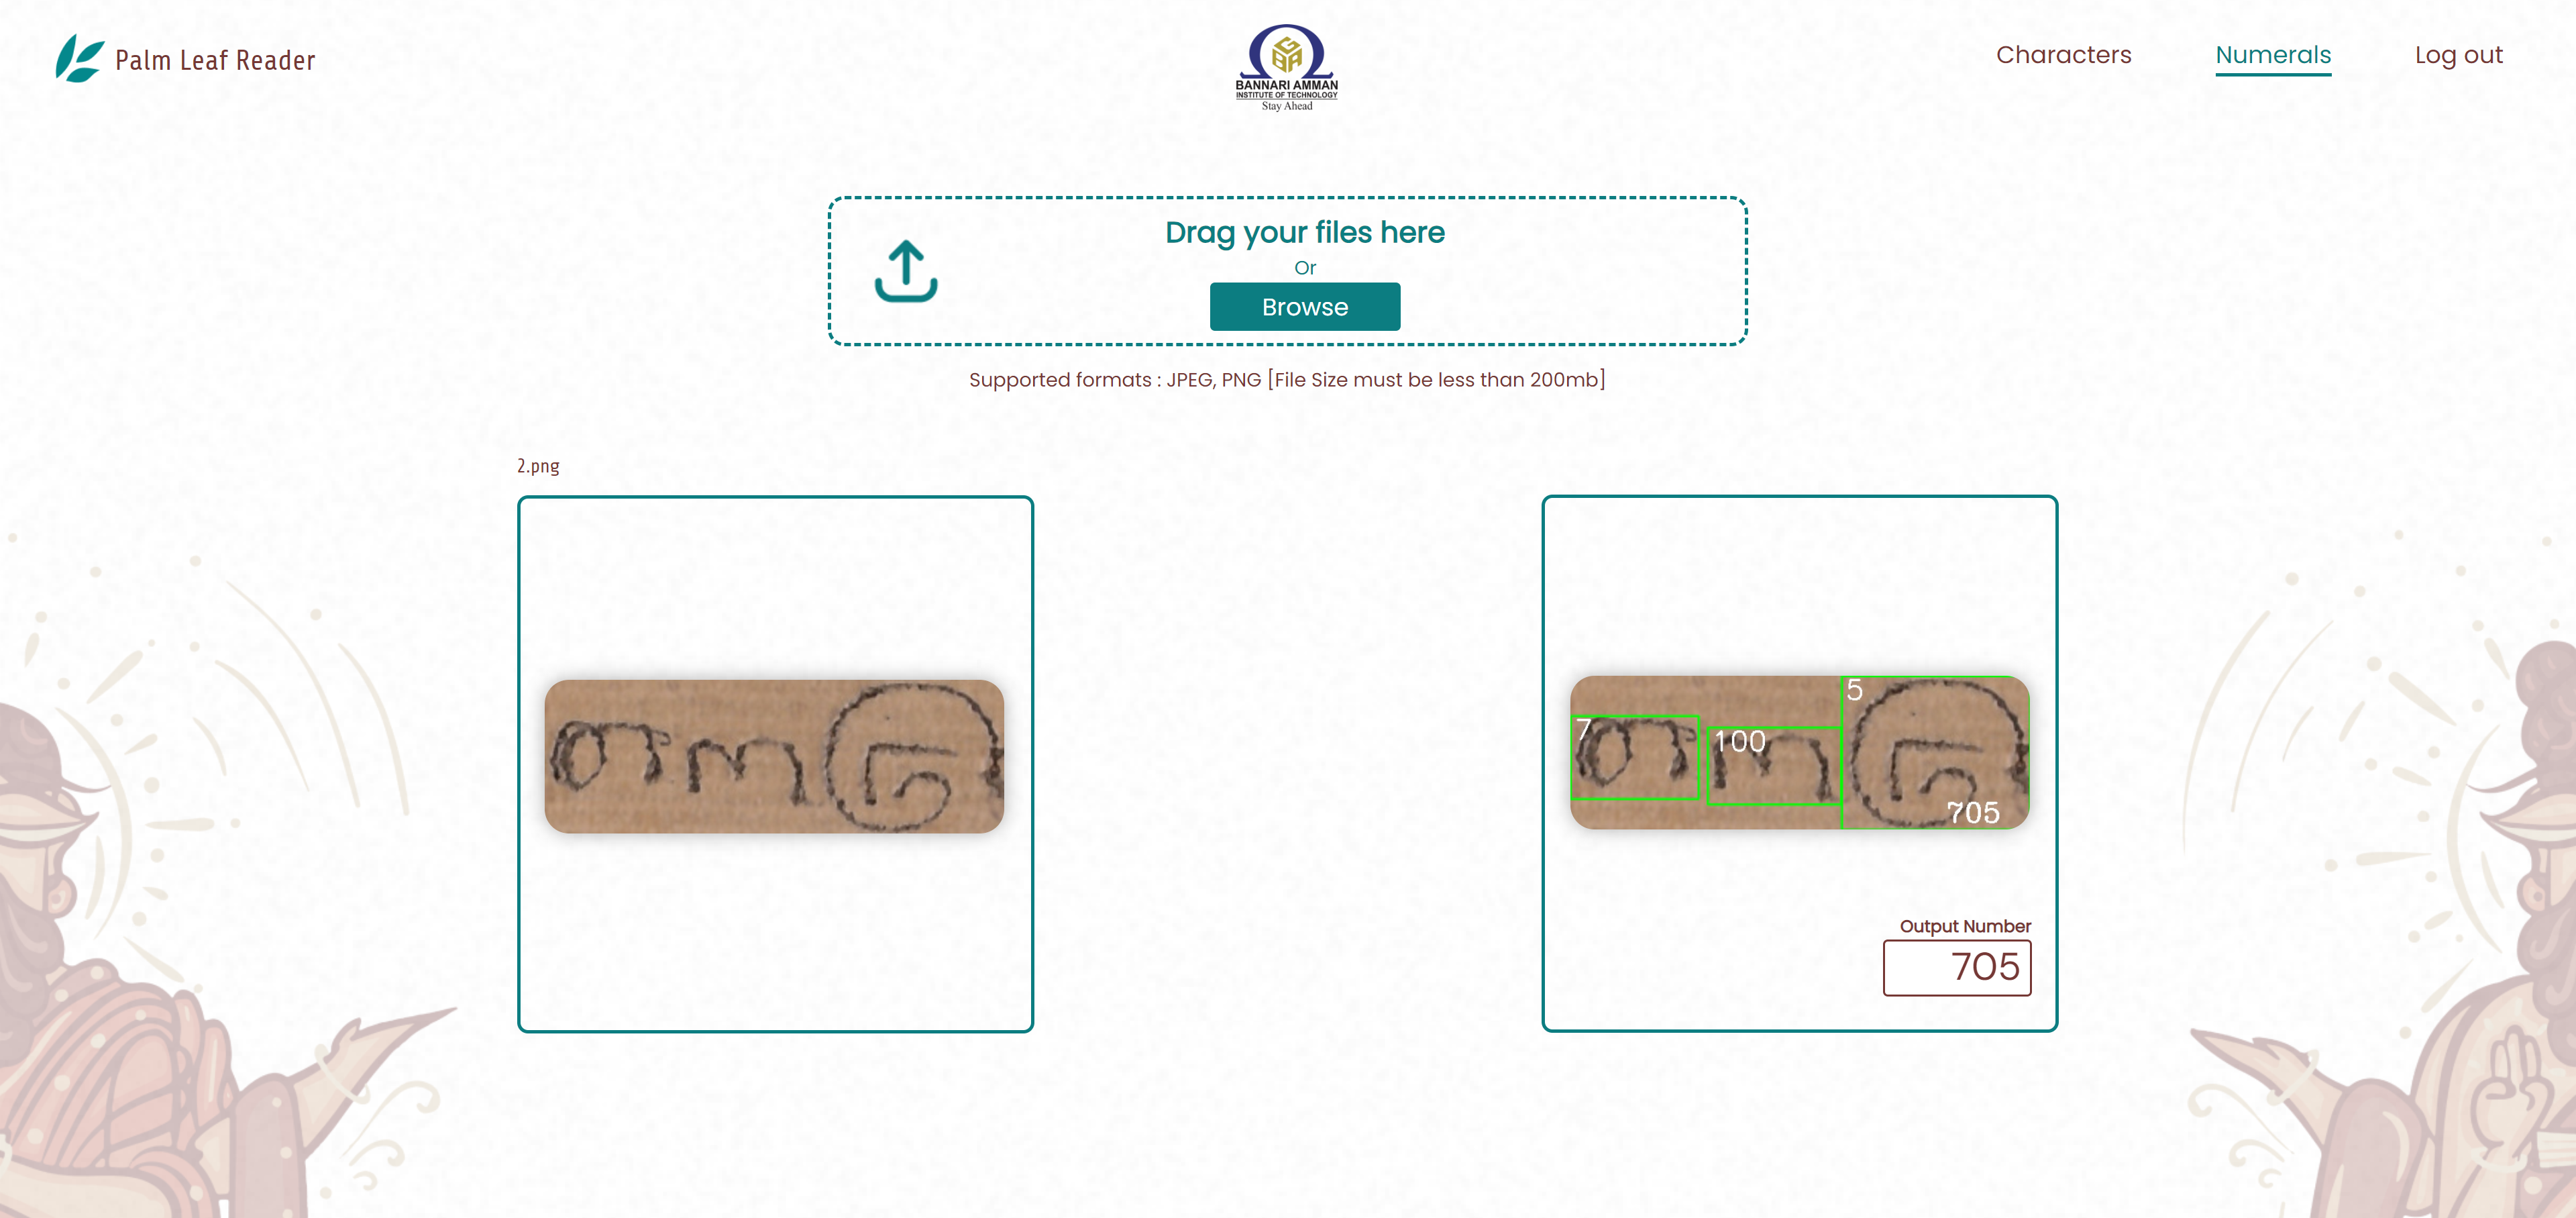 Palm Leaf Reader
BANNARI AMMAN
INSTITUTE OF TECHNOLOGY
Stay Ahead
Characters Numerals Log out
Drag your files here
Or
Browse
Supported formats : JPEG, PNG [File Size must be less than 200mb]
2.png
௭௱௫
7 100 5
௭௱௫
705
Output Number
705